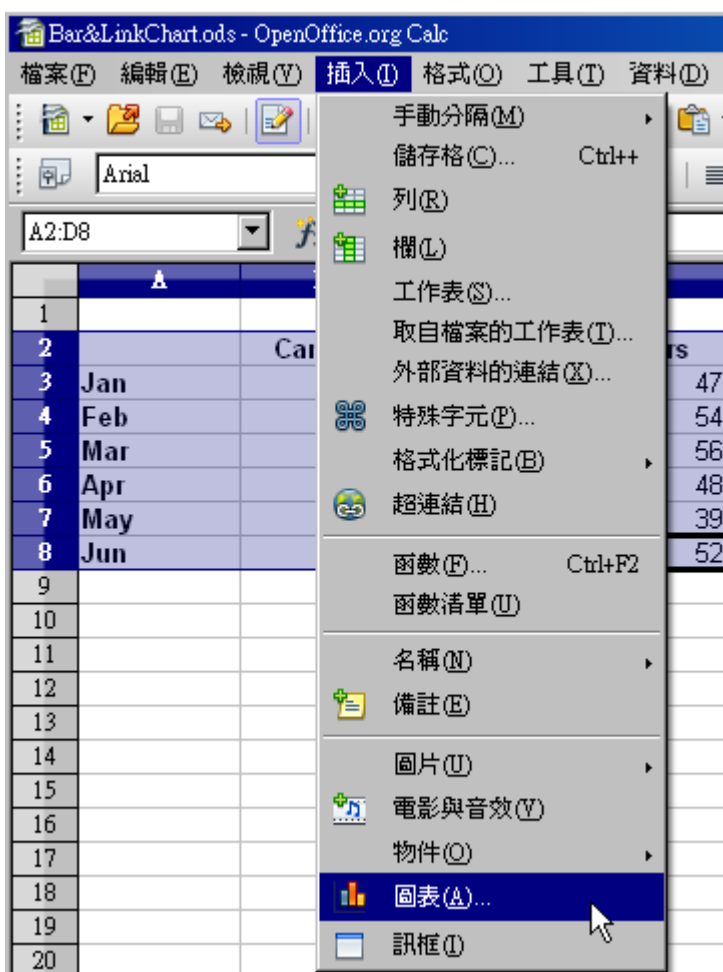 Bar&LinkChart.ods - OpenOffice.org Calc
檔案(F) 編輯(E) 檢視(V) 插入(I) 格式(O) 工具(T) 資料(D)
手動分隔(M)
Arial
儲存格(C)... Ctrl++
列(R)
A2:D8
欄(L)
A
工作表(S)...
1
取自檔案的工作表(T)...
2 Car rs
外部資料的連結(X)...
3 Jan 47
4 Feb 54
特殊字元(P)...
5 Mar 56
格式化標記(B)
6 Apr 48
超連結(H)
7 May 39
8 Jun 52
函數(F)... Ctrl+F2
9
函數清單(U)
10
11
名稱(N)
12
備註(E)
13
14
圖片(U)
15
電影與音效(V)
16
17
物件(O)
18
圖表(A)...
19
訊框(I)
20